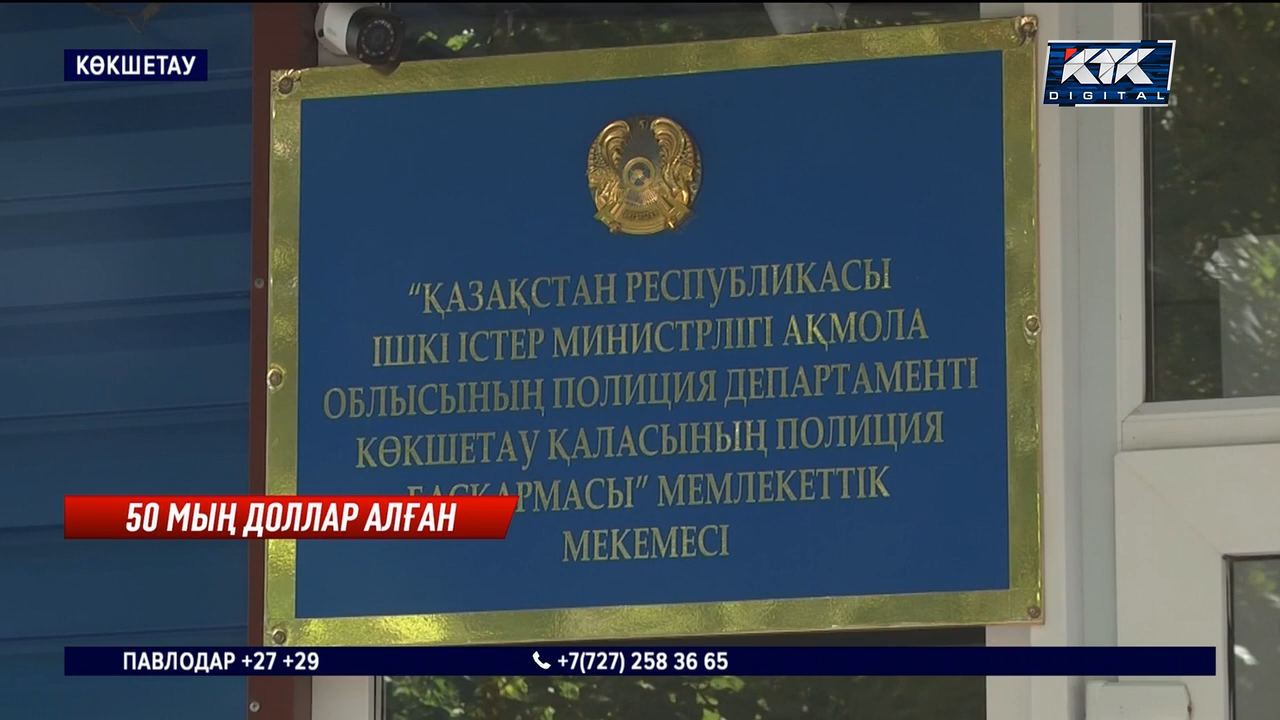 КӨКШЕТАУ
КТК
DIGITAL
“ҚАЗАҚСТАН РЕСПУБЛИКАСЫ
ІШКІ ІСТЕР МИНИСТРЛІГІ АҚМОЛА
ОБЛЫСЫНЫҢ ПОЛИЦИЯ ДЕПАРТАМЕНТІ
КӨКШЕТАУ ҚАЛАСЫНЫҢ ПОЛИЦИЯ
БАСҚАРМАСЫ” МЕМЛЕКЕТТІК
МЕКЕМЕСІ
50 МЫҢ ДОЛЛАР АЛҒАН
ПАВЛОДАР +27 +29
+7(727) 258 36 65